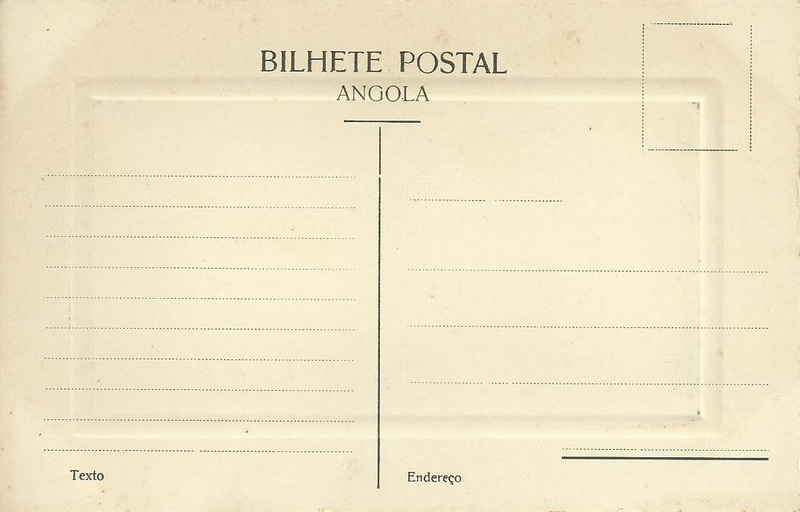 BILHETE POSTAL
ANGOLA
Texto
Endereço